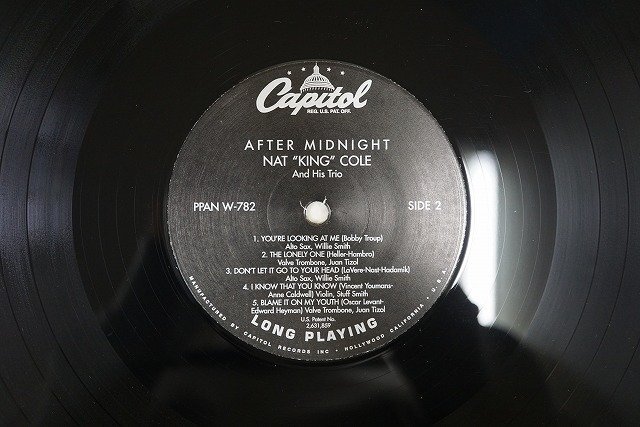 Capitol
REG. U.S. PAT. OFF.
AFTER MIDNIGHT
NAT "KING" COLE
And His Trio
PPAN W-782
SIDE 2
1. YOU'RE LOOKING AT ME (Bobby Troup)
Alto Sax, Willie Smith
2. THE LONELY ONE (Heller-Hambro)
Valve Trombone, Juan Tizol
3. DON'T LET IT GO TO YOUR HEAD (LaVere-Nast-Hadamik)
Alto Sax, Willie Smith
4. I KNOW THAT YOU KNOW (Vincent Youmans-
Anne Caldwell) Violin, Stuff Smith
5. BLAME IT ON MY YOUTH (Oscar Levant-
Edward Heyman) Valve Trombone, Juan Tizol
U.S. Patent No.
2,631,859
LONG PLAYING
MANUFACTURED BY CAPITOL RECORDS INC • HOLLYWOOD CALIFORNIA • U.S.A.